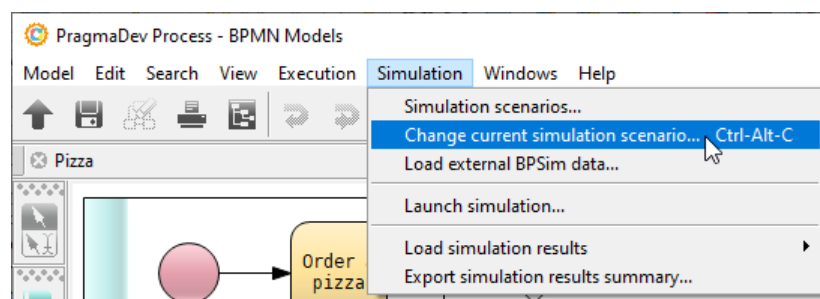 PragmaDev Process - BPMN Models
Model Edit Search View Execution Simulation Windows Help
Simulation scenarios...
Change current simulation scenario... Ctrl-Alt-C
Pizza
Load external BPSim data...
Launch simulation...
Order
pizza
Load simulation results
Export simulation results summary...